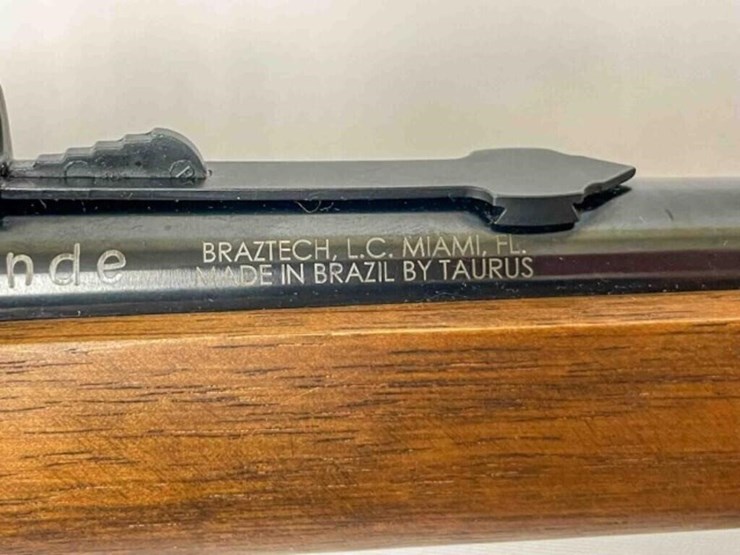 nde
BRAZTECH, L.C. MIAMI, FL.
MADE IN BRAZIL BY TAURUS